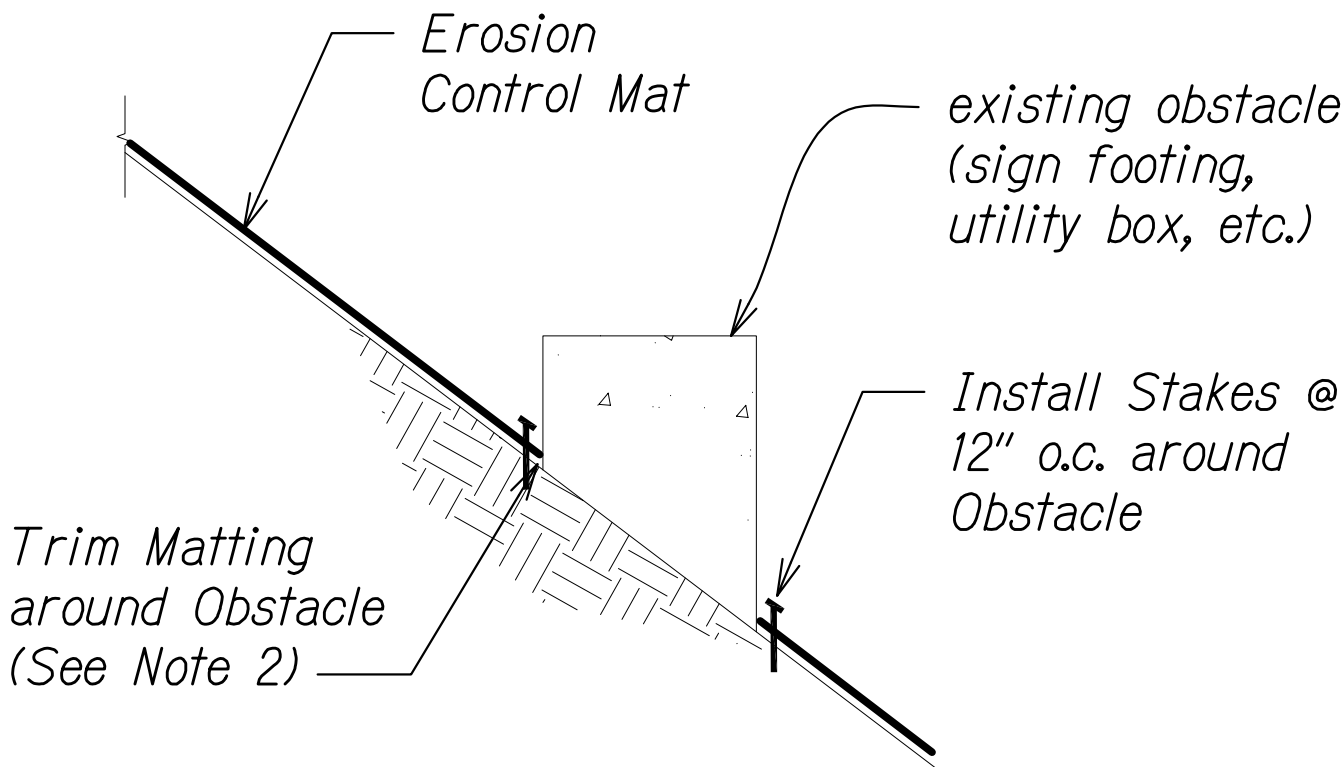 Erosion
Control Mat
existing obstacle
(sign footing,
utility box, etc.)
Install Stakes @
12" o.c. around
Obstacle
Trim Matting
around Obstacle
(See Note 2)